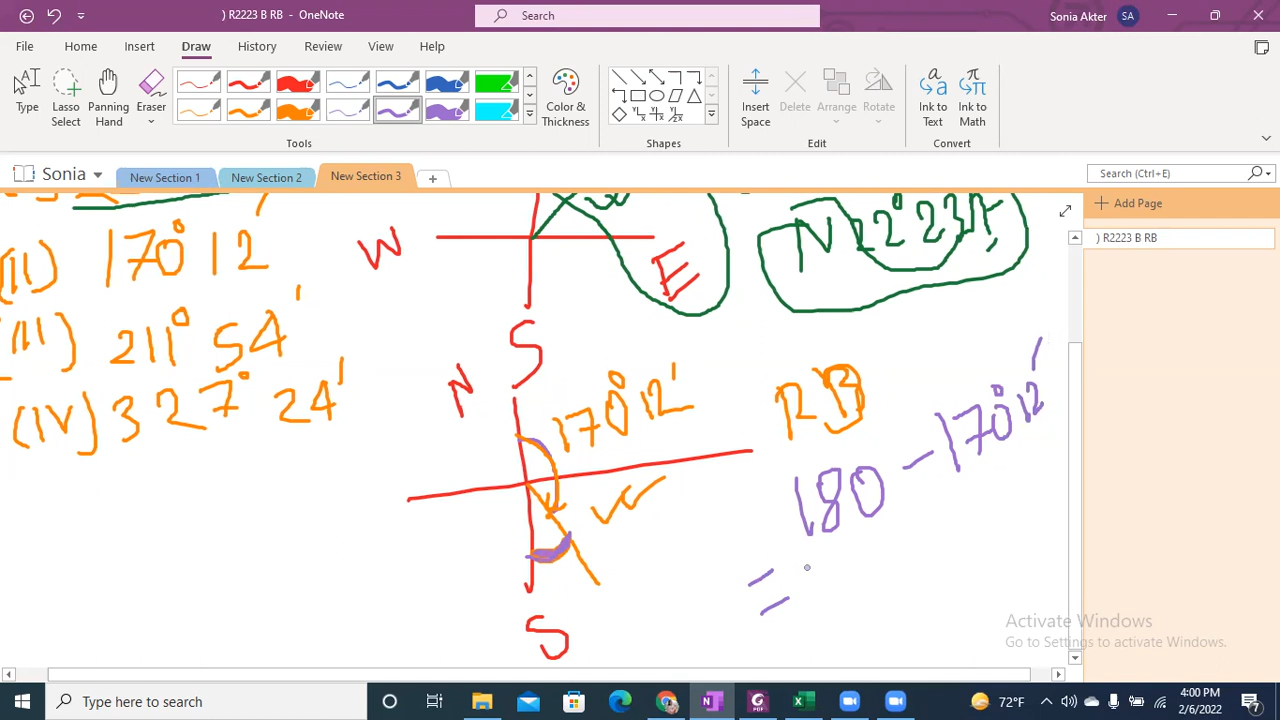 ) R2223 B RB - OneNote
Search
Sonia Akter
SA
File Home Insert Draw History Review View Help
Type
Lasso Select
Panning Hand
Eraser
Color & Thickness
Insert Space
Delete
Arrange
Rotate
Ink to Text
Ink to Math
Tools
Shapes
Edit
Convert
Sonia
New Section 1
New Section 2
New Section 3
Search (Ctrl+E)
Add Page
) R2223 B RB
W
E
S
(II) 170° 12'
(III) 211° 54'
(IV) 327° 24'
N
170° 12'
S
RB
180 - 170° 12'
=
Activate Windows
Go to Settings to activate Windows.
Type here to search
72°F
4:00 PM
2/6/2022